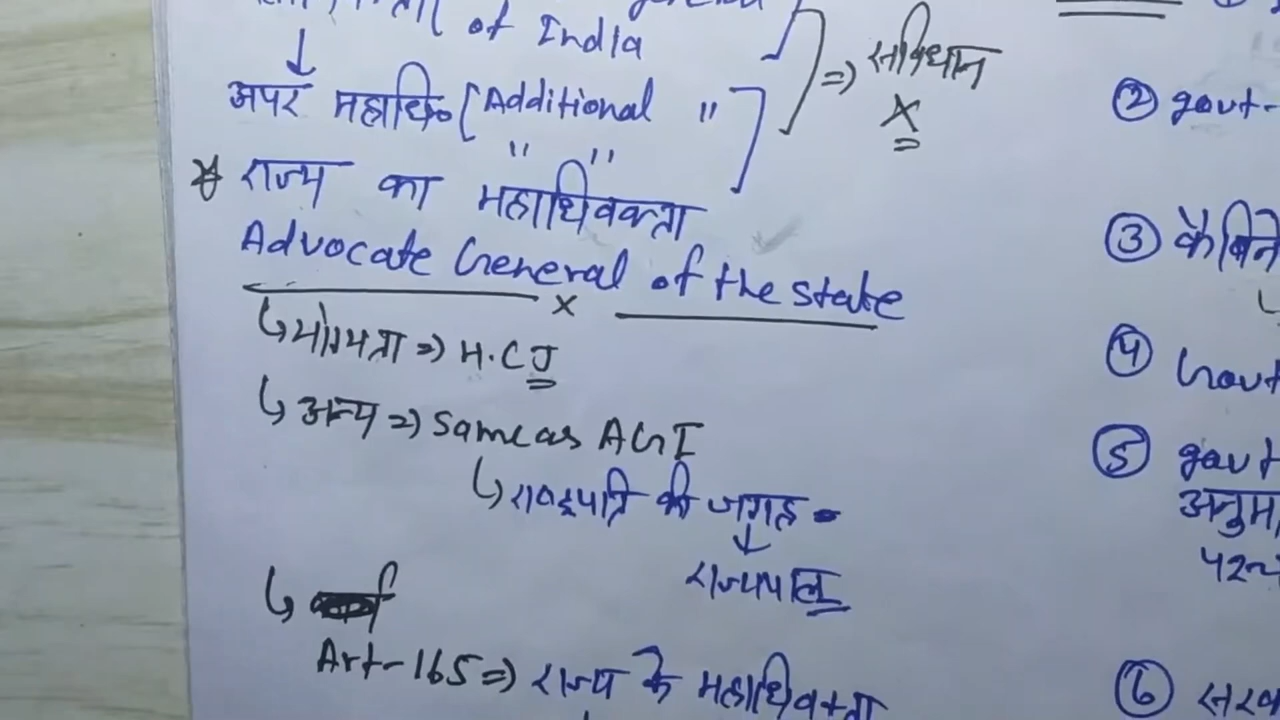 of India
↓
अपर महाधि० [Additional " ]
" "
⇒ संविधान
X
* राज्य का महाधिवक्ता
Advocate General of the state
x
↳ योग्यता ⇒ H.C J
↳ अन्य ⇒ Same as AGI
↳ राष्ट्रपति की जगह
↓
राज्यपाल
↳
Art-165 ⇒ राज्य के महाधिवक्ता
② govt-
③ कैबिने
④ Govt
⑤ govt
अनुमा
⑥ सरक